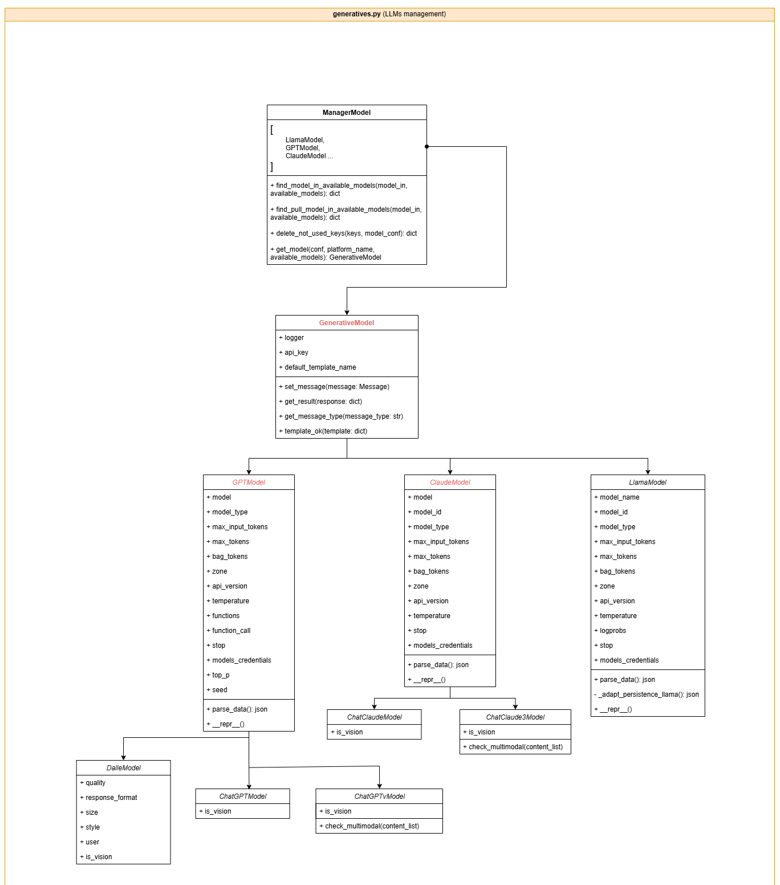 generatives.py (LLMs management)
ManagerModel
[
LlamaModel,
GPTModel,
ClaudeModel ...
]
+ find_model_in_available_models(model_in,
available_models): dict
+ find_pull_model_in_available_models(model_in,
available_models): dict
+ delete_not_used_keys(keys, model_conf): dict
+ get_model(conf, platform_name,
available_models): GenerativeModel
GenerativeModel
+ logger
+ api_key
+ default_template_name
+ set_message(message: Message)
+ get_result(response: dict)
+ get_message_type(message_type: str)
+ template_ok(template: dict)
GPTModel
+ model
+ model_type
+ max_input_tokens
+ max_tokens
+ bag_tokens
+ zone
+ api_version
+ temperature
+ functions
+ function_call
+ stop
+ models_credentials
+ top_p
+ seed
+ parse_data(): json
+ __repr__()
ClaudeModel
+ model
+ model_id
+ model_type
+ max_input_tokens
+ max_tokens
+ bag_tokens
+ zone
+ api_version
+ temperature
+ stop
+ models_credentials
+ parse_data(): json
+ __repr__()
LlamaModel
+ model_name
+ model_id
+ model_type
+ max_input_tokens
+ max_tokens
+ bag_tokens
+ zone
+ api_version
+ temperature
+ logprobs
+ stop
+ models_credentials
+ parse_data(): json
- _adapt_persistence_llama(): json
+ __repr__()
ChatClaudeModel
+ is_vision
ChatClaude3Model
+ is_vision
+ check_multimodal(content_list)
DalleModel
+ quality
+ response_format
+ size
+ style
+ user
+ is_vision
ChatGPTModel
+ is_vision
ChatGPTvModel
+ is_vision
+ check_multimodal(content_list)